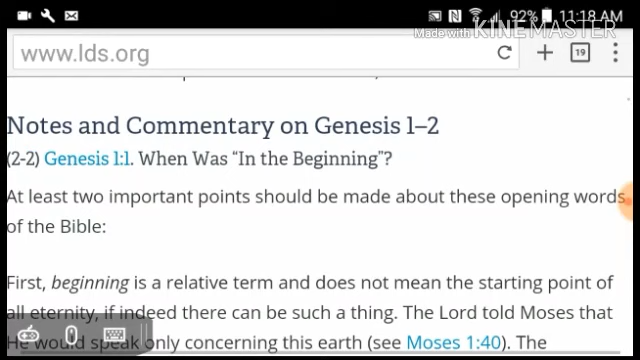 92% 11:18 AM
Made with KINEMASTER
www.lds.org
19
Notes and Commentary on Genesis 1–2
(2-2) Genesis 1:1. When Was “In the Beginning”?
At least two important points should be made about these opening words
of the Bible:
First, beginning is a relative term and does not mean the starting point of
all eternity, if indeed there can be such a thing. The Lord told Moses that
He would speak only concerning this earth (see Moses 1:40). The